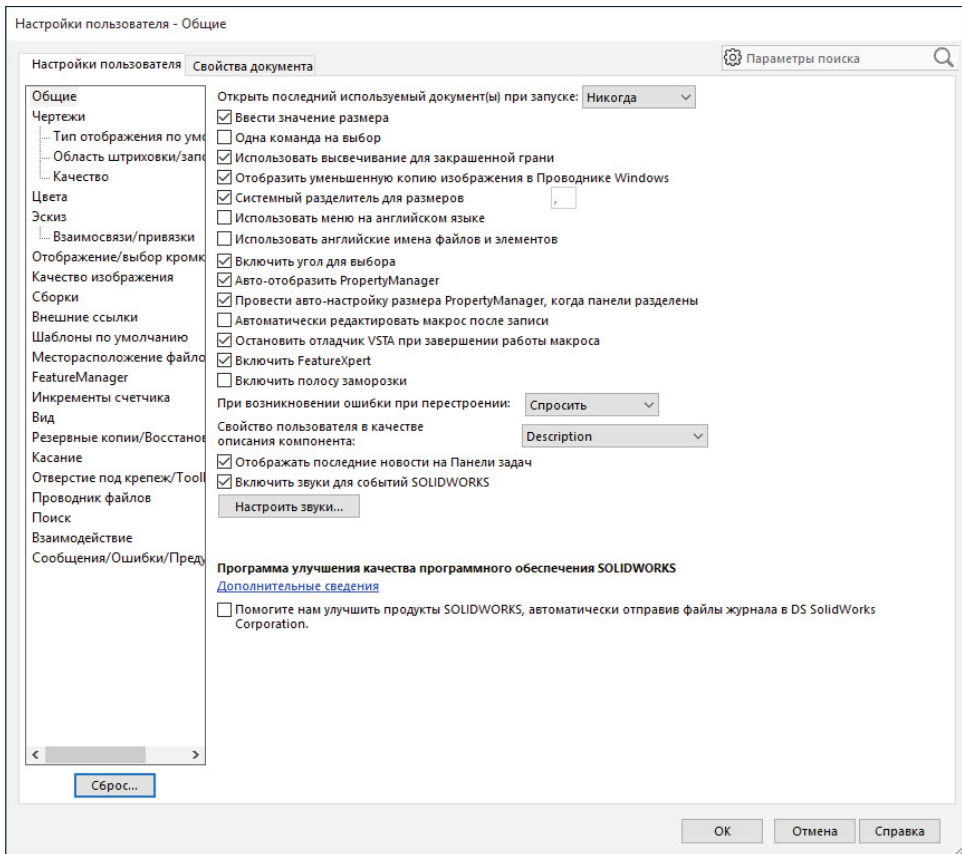 Настройки пользователя - Общие
Настройки пользователя
Свойства документа
Параметры поиска
Общие
Чертежи
Тип отображения по умо
Область штриховки/запо
Качество
Цвета
Эскиз
Взаимосвязи/привязки
Отображение/выбор кромк
Качество изображения
Сборки
Внешние ссылки
Шаблоны по умолчанию
Месторасположение файло
FeatureManager
Инкременты счетчика
Вид
Резервные копии/Восстанов
Касание
Отверстие под крепеж/Tooll
Проводник файлов
Поиск
Взаимодействие
Сообщения/Ошибки/Преду
Сброс...
Открыть последний используемый документ(ы) при запуске: Никогда
Ввести значение размера
Одна команда на выбор
Использовать высвечивание для закрашенной грани
Отобразить уменьшенную копию изображения в Проводнике Windows
Системный разделитель для размеров ,
Использовать меню на английском языке
Использовать английские имена файлов и элементов
Включить угол для выбора
Авто-отобразить PropertyManager
Провести авто-настройку размера PropertyManager, когда панели разделены
Автоматически редактировать макрос после записи
Остановить отладчик VSTA при завершении работы макроса
Включить FeatureXpert
Включить полосу заморозки
При возникновении ошибки при перестроении: Спросить
Свойство пользователя в качестве
описания компонента: Description
Отображать последние новости на Панели задач
Включить звуки для событий SOLIDWORKS
Настроить звуки...
Программа улучшения качества программного обеспечения SOLIDWORKS
Дополнительные сведения
Помогите нам улучшить продукты SOLIDWORKS, автоматически отправив файлы журнала в DS SolidWorks
Corporation.
OK
Отмена
Справка